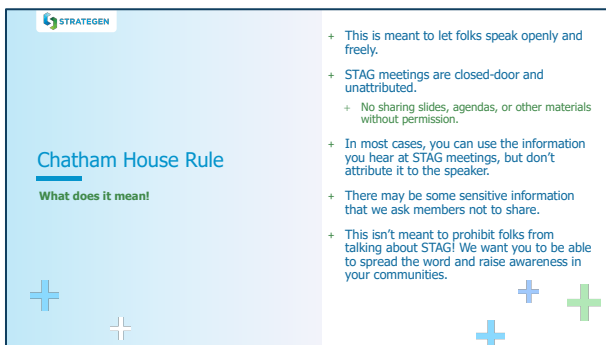 STRATEGEN
Chatham House Rule
What does it mean!
+ This is meant to let folks speak openly and
freely.
+ STAG meetings are closed-door and
unattributed.
+ No sharing slides, agendas, or other materials
without permission.
+ In most cases, you can use the information
you hear at STAG meetings, but don't
attribute it to the speaker.
+ There may be some sensitive information
that we ask members not to share.
+ This isn't meant to prohibit folks from
talking about STAG! We want you to be able
to spread the word and raise awareness in
your communities.